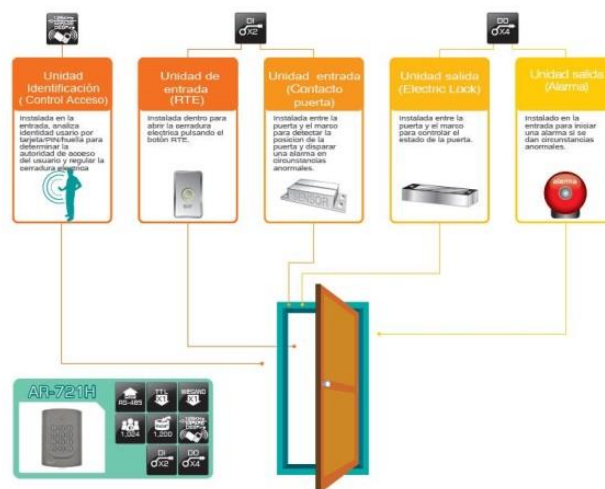 DI
X2
DO
X4
Unidad
Identificación
( Control Acceso)
Instalada en la
entrada, analiza
identidad usario por
tarjeta/PIN/huella para
determinar la
autoridad de acceso
del usuario y regular la
cerradura electrica
Unidad de
entrada
(RTE)
Instalada dentro para
abrir la serradura
electrica pulsando el
botón RTE.
Unidad entrada
(Contacto
puerta)
Instalada entre la
puerta y el marco
para detectar la
posicion de la
puerta y disparar
una alarma en
circunstancias
anormales.
SENSOR
Unidad salida
(Electric Lock)
Instalada entre la
puerta y el marco
para controlar el
estado de la puerta.
Unidad salida
(Alarma)
Instalado en la
entrada para iniciar
una alarma si se
dan circunstancias
anormales.
alarma
AR-721H
RS-485
TTL
X1
WIEGAND
X1
1,024
1,200
125KHz
DI
X2
DO
X4